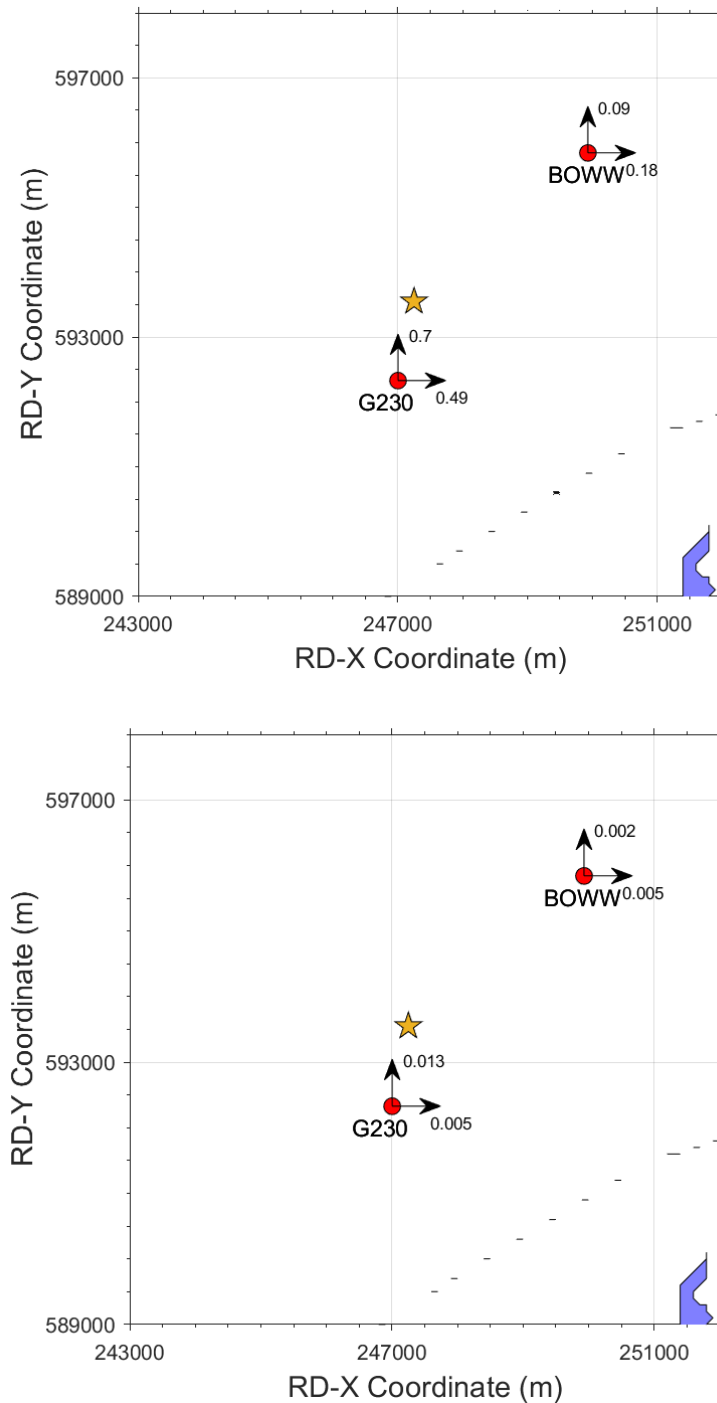 597000
0.09
BOWW
0.18
RD-Y Coordinate (m)
593000
0.7
G230
0.49
589000
243000
247000
251000
RD-X Coordinate (m)
597000
0.002
BOWW
0.005
RD-Y Coordinate (m)
593000
0.013
G230
0.005
589000
243000
247000
251000
RD-X Coordinate (m)